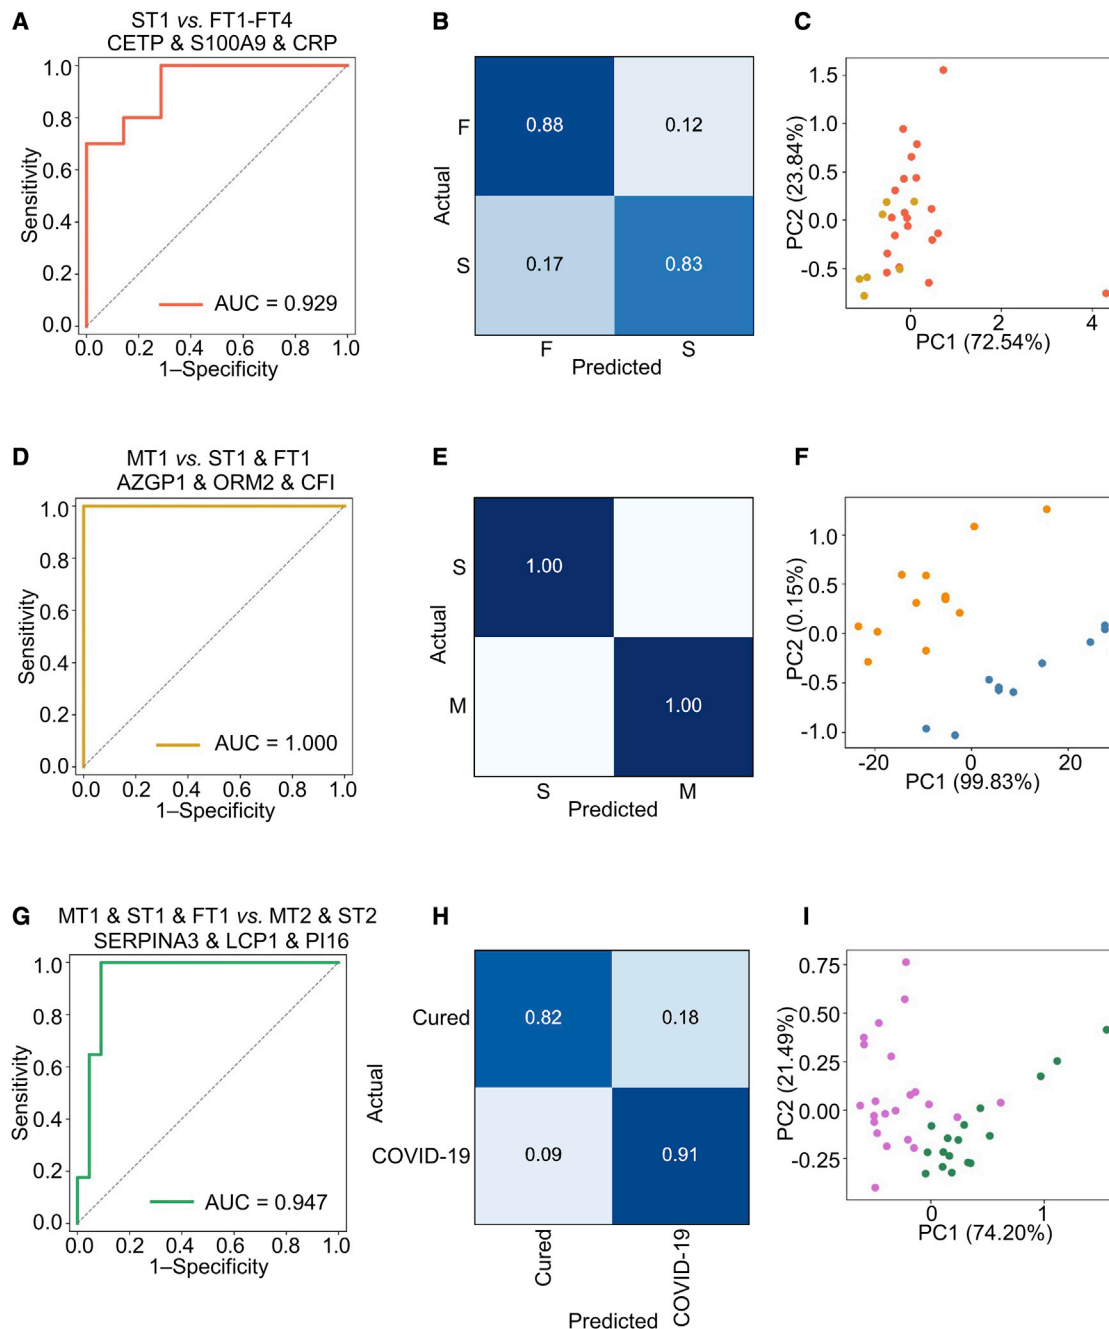 A
ST1 vs. FT1-FT4
CETP & S100A9 & CRP
1.0
0.8
0.6
0.4
0.2
0.0
Sensitivity
AUC = 0.929
0.0 0.2 0.4 0.6 0.8 1.0
1–Specificity
B
Actual
F
S
0.88 0.12
0.17 0.83
F S
Predicted
C
PC2 (23.84%)
1.5
1.0
0.5
0.0
-0.5
0 2 4
PC1 (72.54%)
D
MT1 vs. ST1 & FT1
AZGP1 & ORM2 & CFI
1.0
0.8
0.6
0.4
0.2
0.0
Sensitivity
AUC = 1.000
0.0 0.2 0.4 0.6 0.8 1.0
1–Specificity
E
Actual
S
M
1.00
1.00
S M
Predicted
F
PC2 (0.15%)
1.0
0.5
0.0
-0.5
-1.0
-20 0 20
PC1 (99.83%)
G
MT1 & ST1 & FT1 vs. MT2 & ST2
SERPINA3 & LCP1 & PI16
1.0
0.8
0.6
0.4
0.2
0.0
Sensitivity
AUC = 0.947
0.0 0.2 0.4 0.6 0.8 1.0
1–Specificity
H
Actual
Cured
COVID-19
0.82 0.18
0.09 0.91
Cured COVID-19
Predicted
I
PC2 (21.49%)
0.75
0.50
0.25
0.00
-0.25
0 1
PC1 (74.20%)